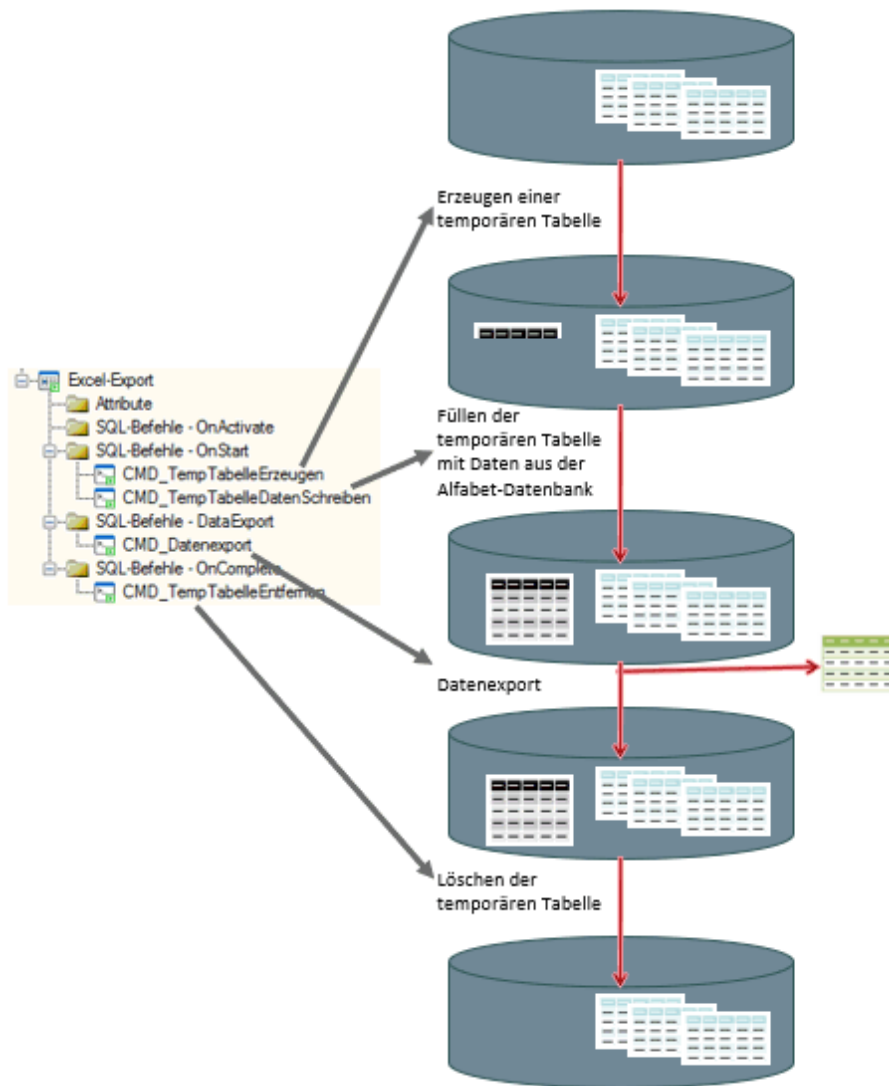 Erzeugen einer
temporären Tabelle
Excel-Export
Attribute
SQL-Befehle - OnActivate
SQL-Befehle - OnStart
CMD_TempTabelleErzeugen
CMD_TempTabelleDatenSchreiben
SQL-Befehle - DataExport
CMD_Datenexport
SQL-Befehle - OnComplete
CMD_TempTabelleEntfernen
Füllen der
temporären Tabelle
mit Daten aus der
Alfabet-Datenbank
Datenexport
Löschen der
temporären Tabelle